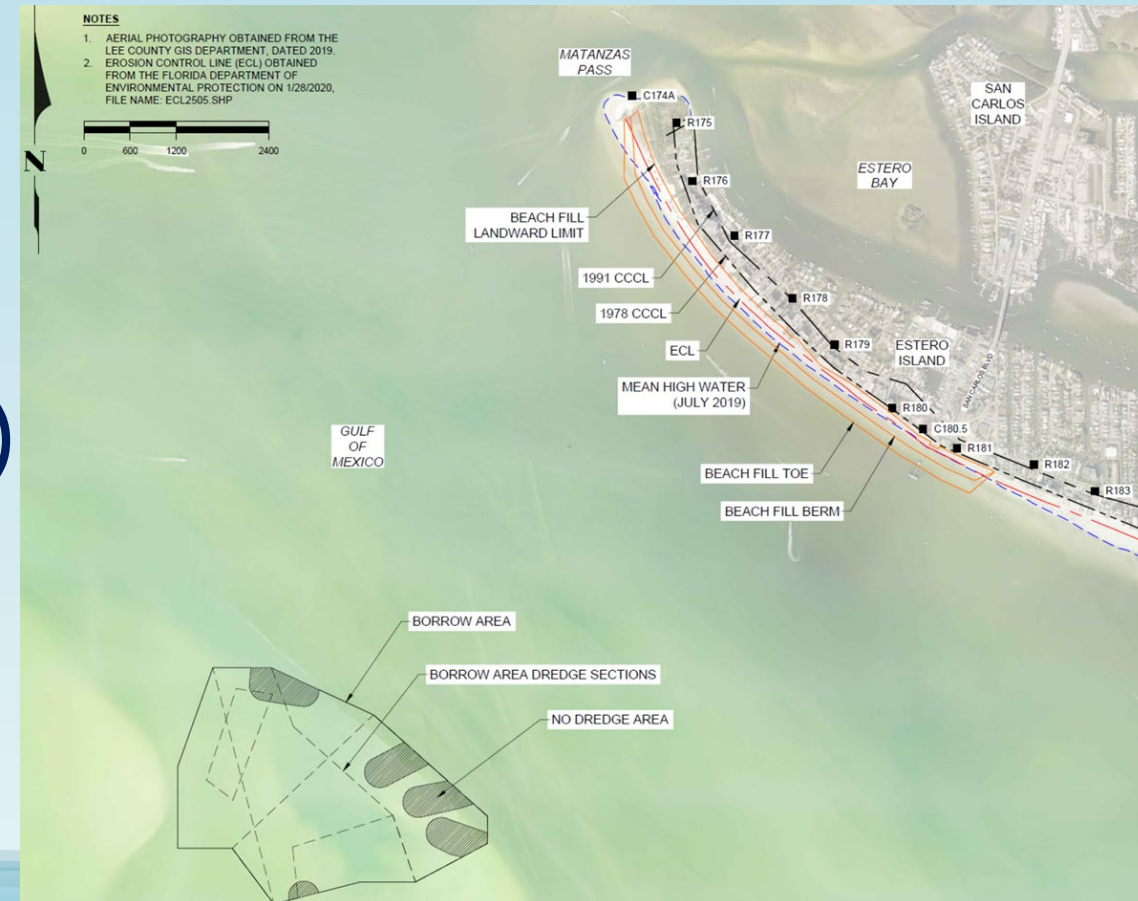 NOTES
1. AERIAL PHOTOGRAPHY OBTAINED FROM THE
LEE COUNTY GIS DEPARTMENT, DATED 2019.
2. EROSION CONTROL LINE (ECL) OBTAINED
FROM THE FLORIDA DEPARTMENT OF
ENVIRONMENTAL PROTECTION ON 1/28/2020,
FILE NAME: ECL2505.SHP
0 600 1200 2400
N
MATANZAS
PASS
C174A
R175
R176
R177
R178
R179
R180
C180.5
R181
R182
R183
SAN
CARLOS
ISLAND
ESTERO
BAY
ESTERO
ISLAND
SAN CARLOS BLVD
BEACH FILL
LANDWARD LIMIT
1991 CCCL
1978 CCCL
ECL
MEAN HIGH WATER
(JULY 2019)
BEACH FILL TOE
BEACH FILL BERM
GULF
OF
MEXICO
BORROW AREA
BORROW AREA DREDGE SECTIONS
NO DREDGE AREA
)